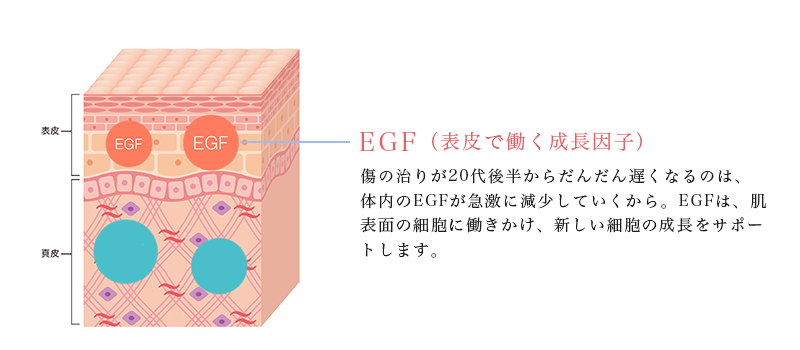 表皮
EGF
EGF
EGF（表皮で働く成長因子）
傷の治りが20代後半からだんだん遅くなるのは、
体内のEGFが急激に減少していくから。EGFは、肌
表面の細胞に働きかけ、新しい細胞の成長をサポー
トします。
真皮